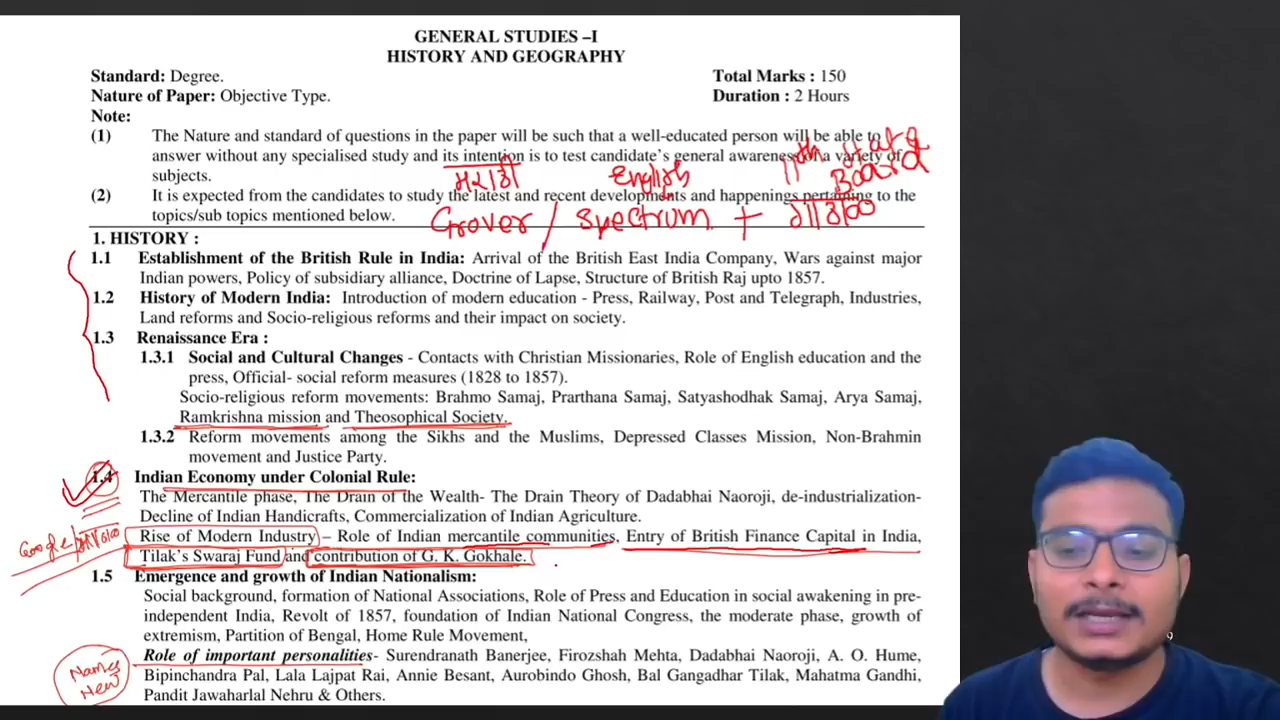 GENERAL STUDIES –I
HISTORY AND GEOGRAPHY
Standard: Degree. Total Marks : 150
Nature of Paper: Objective Type. Duration : 2 Hours
Note:
(1) The Nature and standard of questions in the paper will be such that a well-educated person will be able to
answer without any specialised study and its intention is to test candidate's general awareness of a variety of
subjects.
मराठी English 11th State Board
(2) It is expected from the candidates to study the latest and recent developments and happenings pertaining to the
topics/sub topics mentioned below.
Grover / Spectrum +
1. HISTORY :
1.1 Establishment of the British Rule in India: Arrival of the British East India Company, Wars against major
Indian powers, Policy of subsidiary alliance, Doctrine of Lapse, Structure of British Raj upto 1857.
1.2 History of Modern India: Introduction of modern education - Press, Railway, Post and Telegraph, Industries,
Land reforms and Socio-religious reforms and their impact on society.
1.3 Renaissance Era :
1.3.1 Social and Cultural Changes - Contacts with Christian Missionaries, Role of English education and the
press, Official- social reform measures (1828 to 1857).
Socio-religious reform movements: Brahmo Samaj, Prarthana Samaj, Satyashodhak Samaj, Arya Samaj,
Ramkrishna mission and Theosophical Society.
1.3.2 Reform movements among the Sikhs and the Muslims, Depressed Classes Mission, Non-Brahmin
movement and Justice Party.
1.4 Indian Economy under Colonial Rule:
The Mercantile phase, The Drain of the Wealth- The Drain Theory of Dadabhai Naoroji, de-industrialization-
Decline of Indian Handicrafts, Commercialization of Indian Agriculture.
Google/
Rise of Modern Industry – Role of Indian mercantile communities, Entry of British Finance Capital in India,
Tilak's Swaraj Fund and contribution of G. K. Gokhale.
1.5 Emergence and growth of Indian Nationalism:
Social background, formation of National Associations, Role of Press and Education in social awakening in pre-
independent India, Revolt of 1857, foundation of Indian National Congress, the moderate phase, growth of
extremism, Partition of Bengal, Home Rule Movement,
Names New
Role of important personalities- Surendranath Banerjee, Firozshah Mehta, Dadabhai Naoroji, A. O. Hume,
Bipinchandra Pal, Lala Lajpat Rai, Annie Besant, Aurobindo Ghosh, Bal Gangadhar Tilak, Mahatma Gandhi,
Pandit Jawaharlal Nehru & Others.